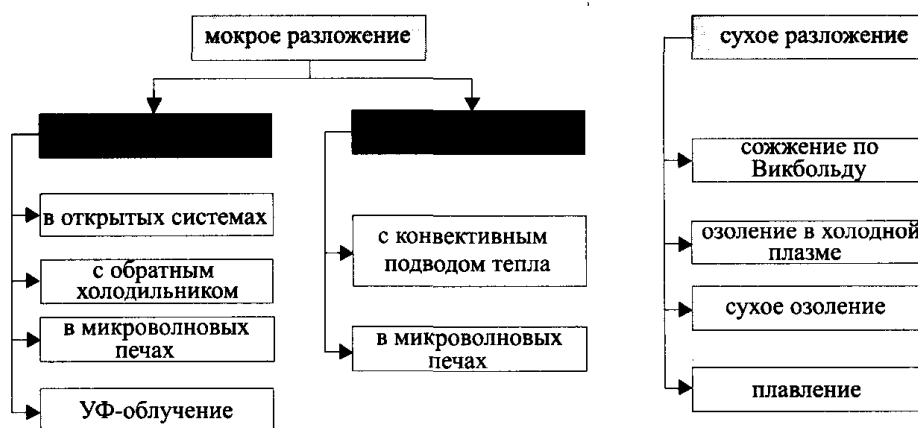 мокрое разложение
в открытых системах
с обратным
холодильником
в микроволновых
печах
УФ-облучение
с конвективным
подводом тепла
в микроволновых
печах
сухое разложение
сожжение по
Викбольду
озоление в холодной
плазме
сухое озоление
плавление